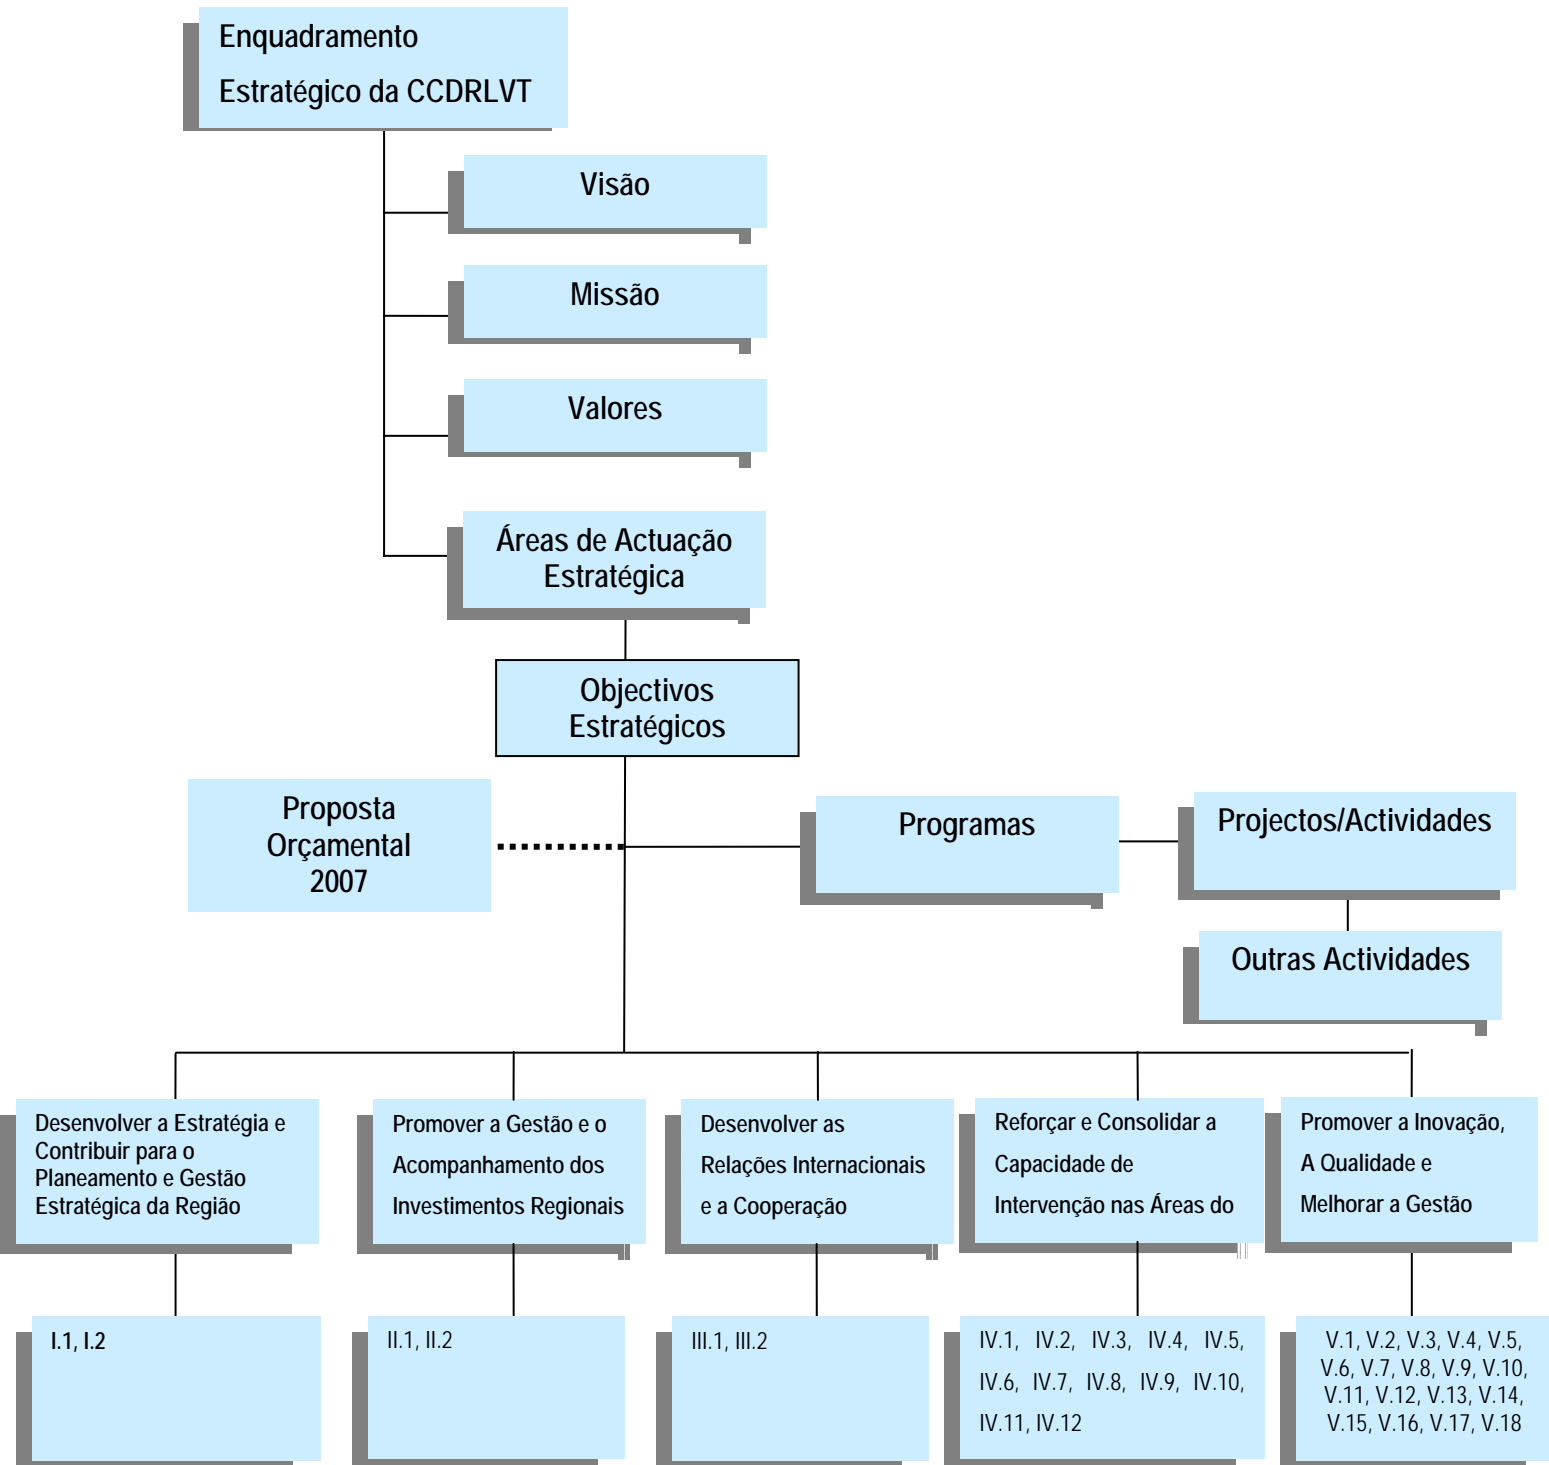 Enquadramento
Estratégico da CCDRLVT
Visão
Missão
Valores
Áreas de Actuação
Estratégica
Objectivos
Estratégicos
Proposta
Orçamental
2007
Programas
Projectos/Actividades
Outras Actividades
Desenvolver a Estratégia e
Contribuir para o
Planeamento e Gestão
Estratégica da Região
Promover a Gestão e o
Acompanhamento dos
Investimentos Regionais
Desenvolver as
Relações Internacionais
e a Cooperação
Reforçar e Consolidar a
Capacidade de
Intervenção nas Áreas do
Promover a Inovação,
A Qualidade e
Melhorar a Gestão
I.1, I.2
II.1, II.2
III.1, III.2
IV.1, IV.2, IV.3, IV.4, IV.5,
IV.6, IV.7, IV.8, IV.9, IV.10,
IV.11, IV.12
V.1, V.2, V.3, V.4, V.5,
V.6, V.7, V.8, V.9, V.10,
V.11, V.12, V.13, V.14,
V.15, V.16, V.17, V.18